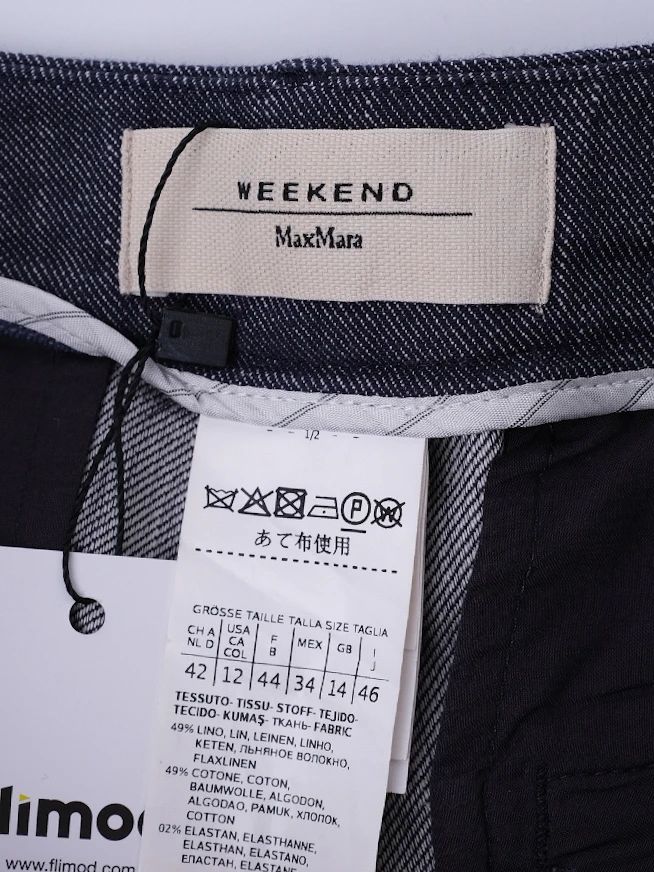 WEEKEND
MaxMara
1/2
P W
あて布使用
GRÖSSE TAILLE TALLA SIZE TAGLIA
CH A NL D USA CA COL F B MEX GB I J
42 12 44 34 14 46
TESSUTO- TISSU- STOFF- TEJIDO-
TECIDO- KUMAŞ- ТКАНЬ- FABRIC
49% LINO, LIN, LEINEN, LINHO,
KETEN, ЛЬНЯНОЕ ВОЛОКНО,
FLAXLINEN
49% COTONE, COTON,
BAUMWOLLE, ALGODON,
ALGODAO, PAMUK, ХЛОПОК,
COTTON
02% ELASTAN, ELASTHANNE,
ELASTHAN, ELASTANO,
ЕЛАСТАН, ELASTANE
flimod
www.flimod.com